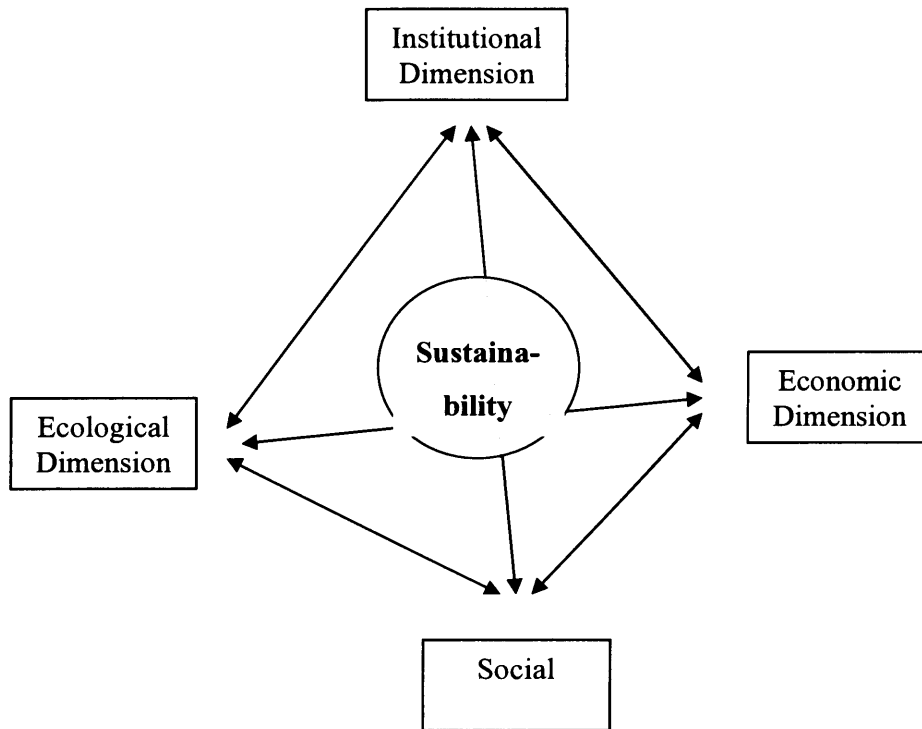 Institutional
Dimension
Sustaina-
bility
Economic
Dimension
Ecological
Dimension
Social